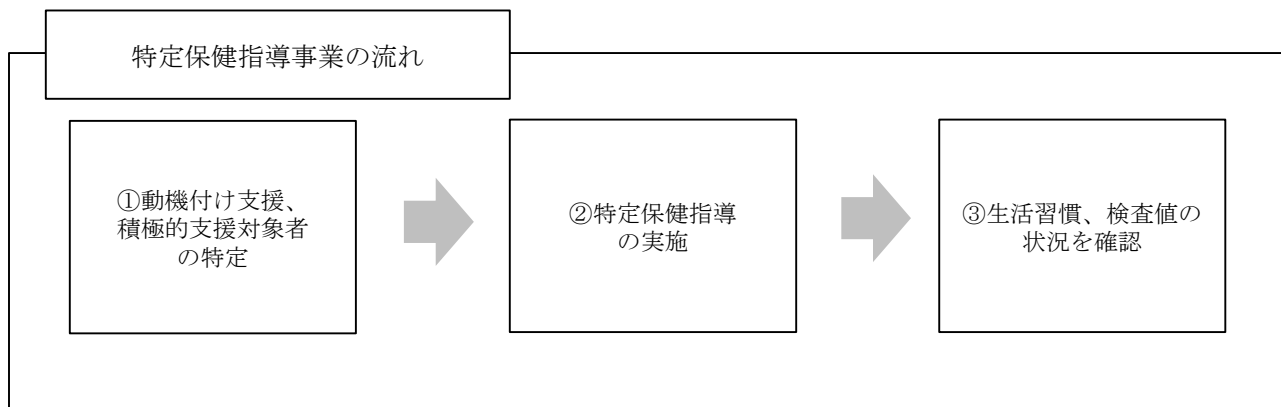 特定保健指導事業の流れ
①動機付け支援、
積極的支援対象者
の特定
②特定保健指導
の実施
③生活習慣、検査値の
状況を確認